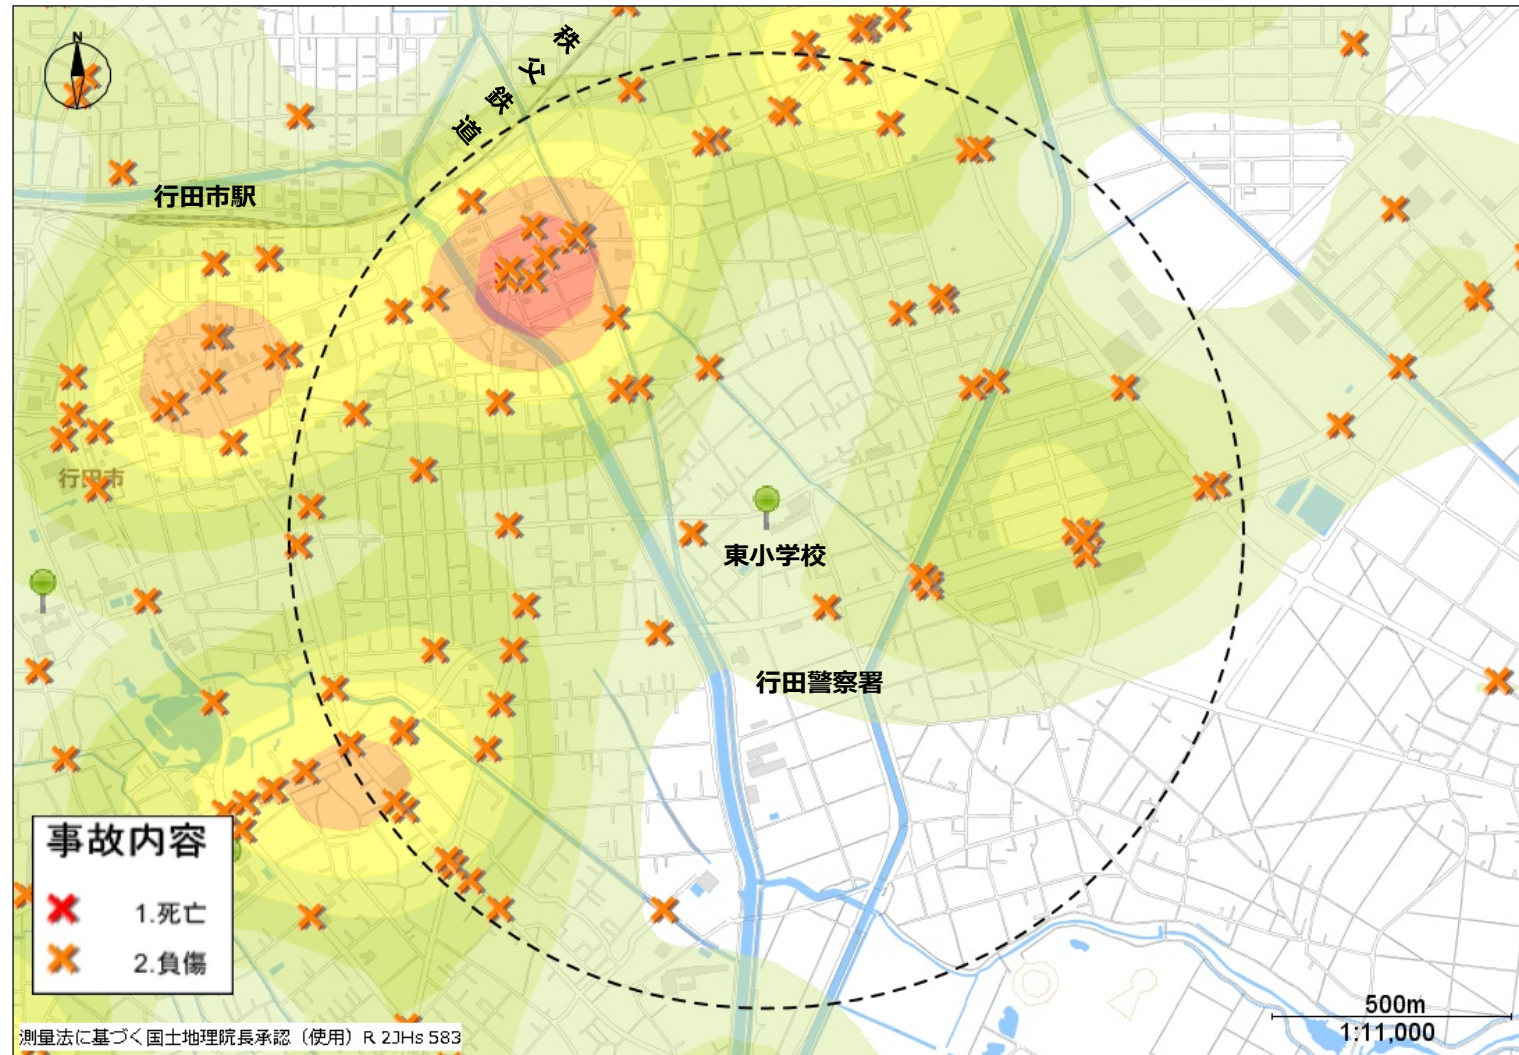 N
秩父鉄道
行田市駅
行田市
東小学校
行田警察署
事故内容
1.死亡
2.負傷
500m
1:11,000
測量法に基づく国土地理院長承認（使用）R 2JHs 583